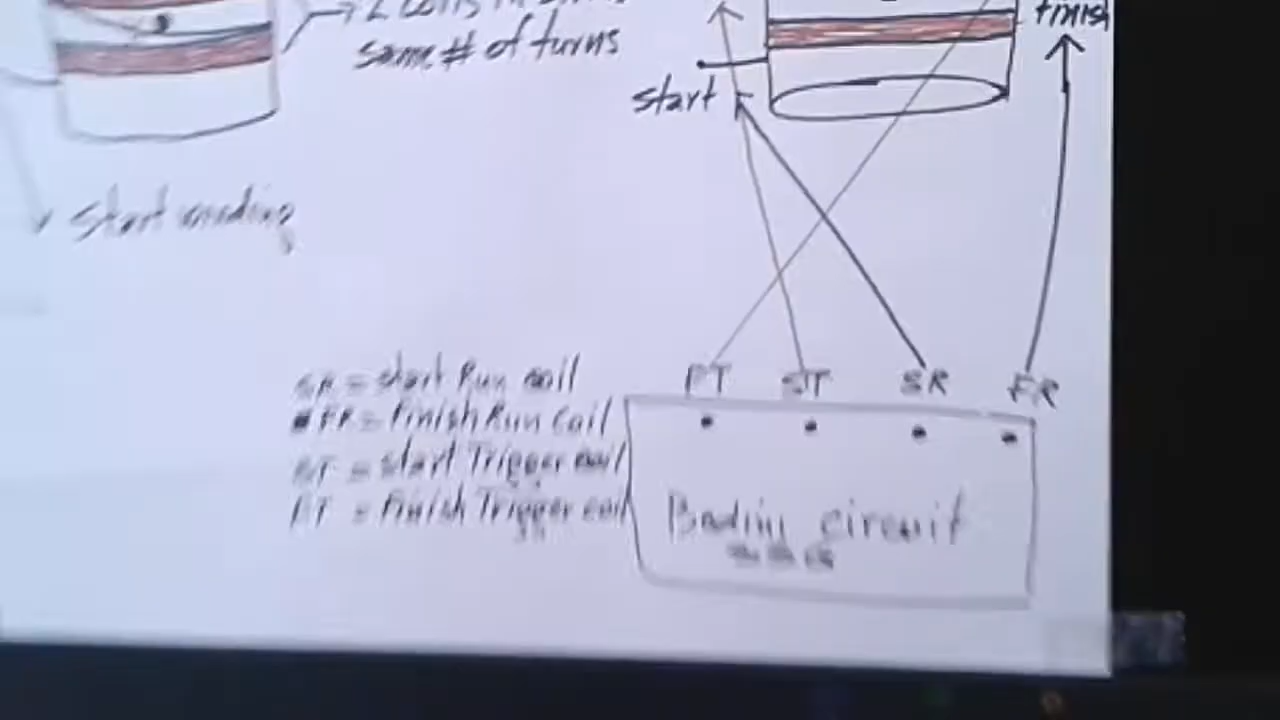 same # of turns
finish
start
start winding
FT ST SR FR
SR = start Run coil
FR = Finish Run Coil
ST = start Trigger coil
FT = Finish Trigger coil
circuit